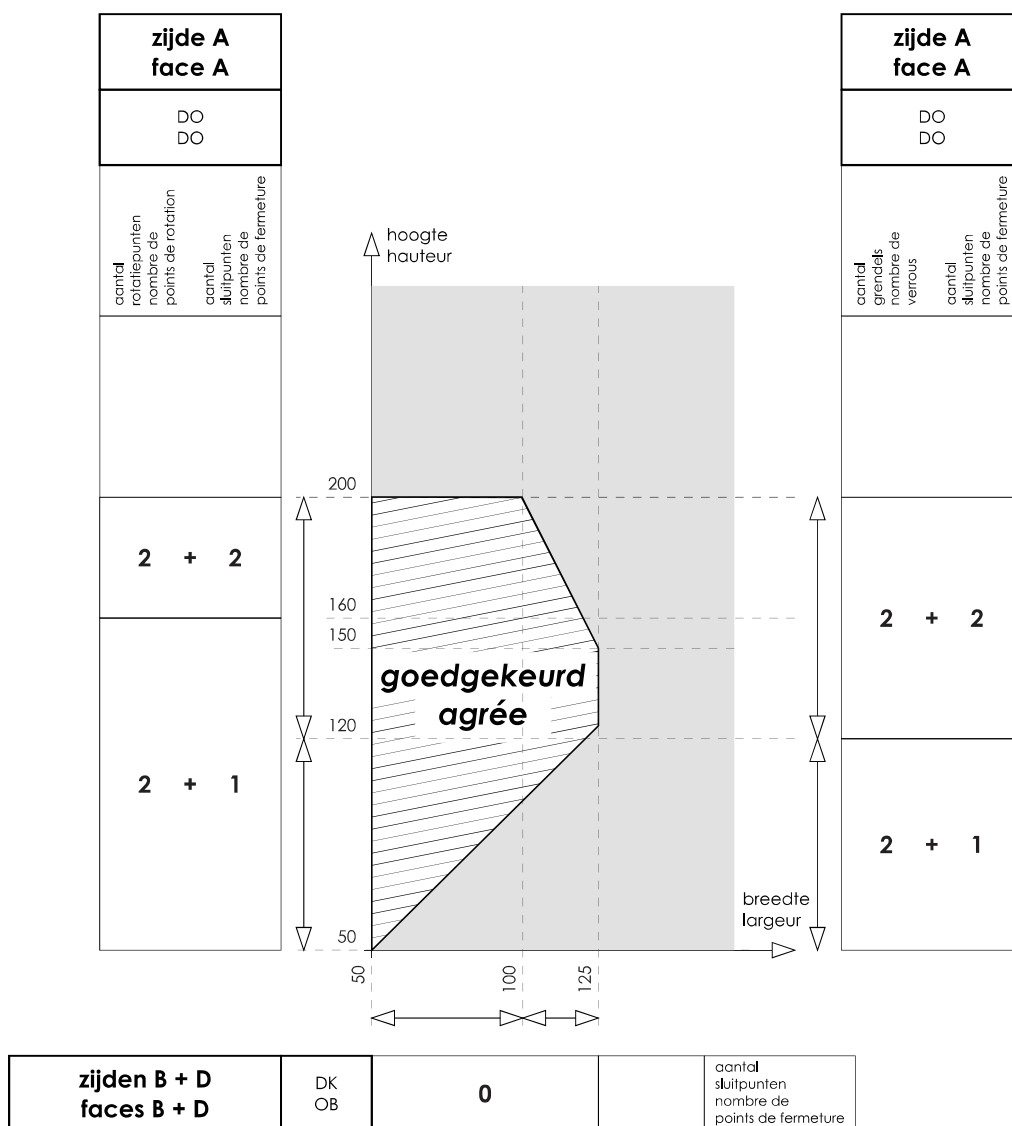 zijde A
face A
DO
DO
aantal
rotatiepunten
nombre de
points de rotation
aantal
sluitpunten
nombre de
points de fermeture
2 + 2
2 + 1
hoogte
hauteur
200
160
150
120
50
goedgekeurd
agrée
breedte
largeur
50
100
125
zijde A
face A
DO
DO
aantal
grendels
nombre de
verrous
aantal
sluitpunten
nombre de
points de fermeture
2 + 2
2 + 1
zijden B + D
faces B + D
DK
OB
0
aantal
sluitpunten
nombre de
points de fermeture